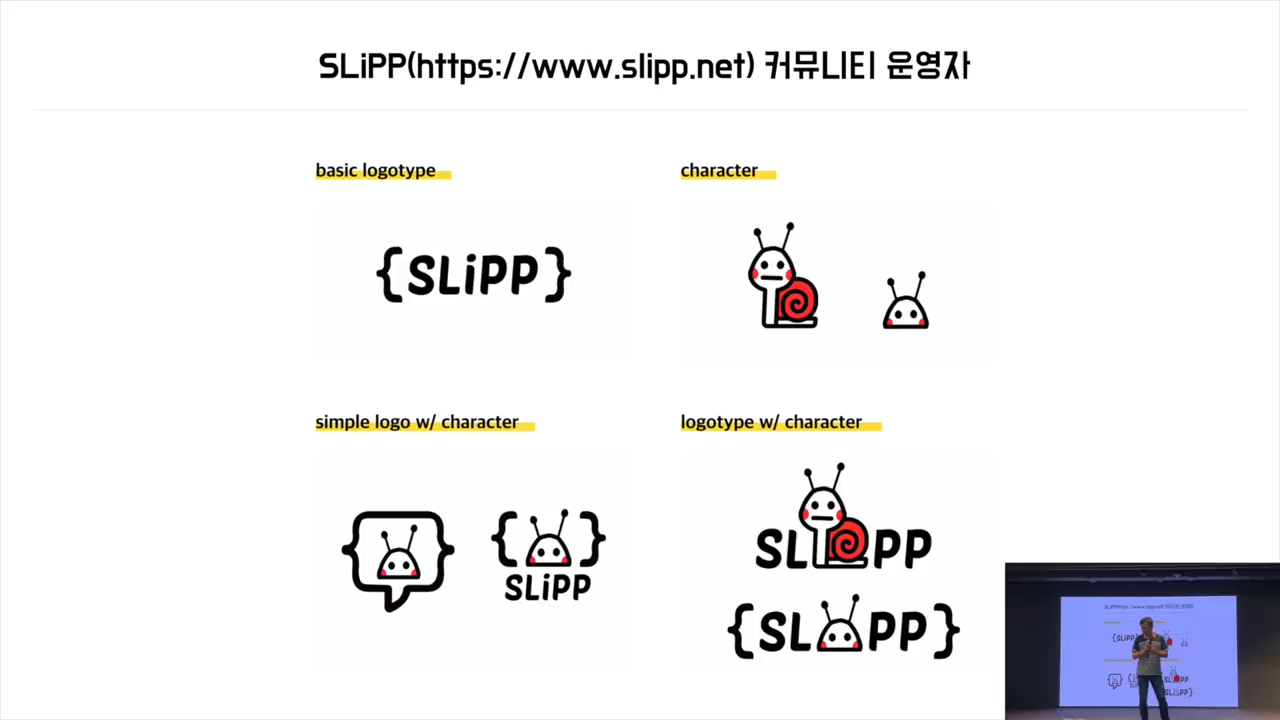 SLiPP(https://www.slipp.net) 커뮤니티 운영자
basic logotype
character
{SLiPP}
simple logo w/ character
logotype w/ character
SLiPP
SL PP
{SL PP}